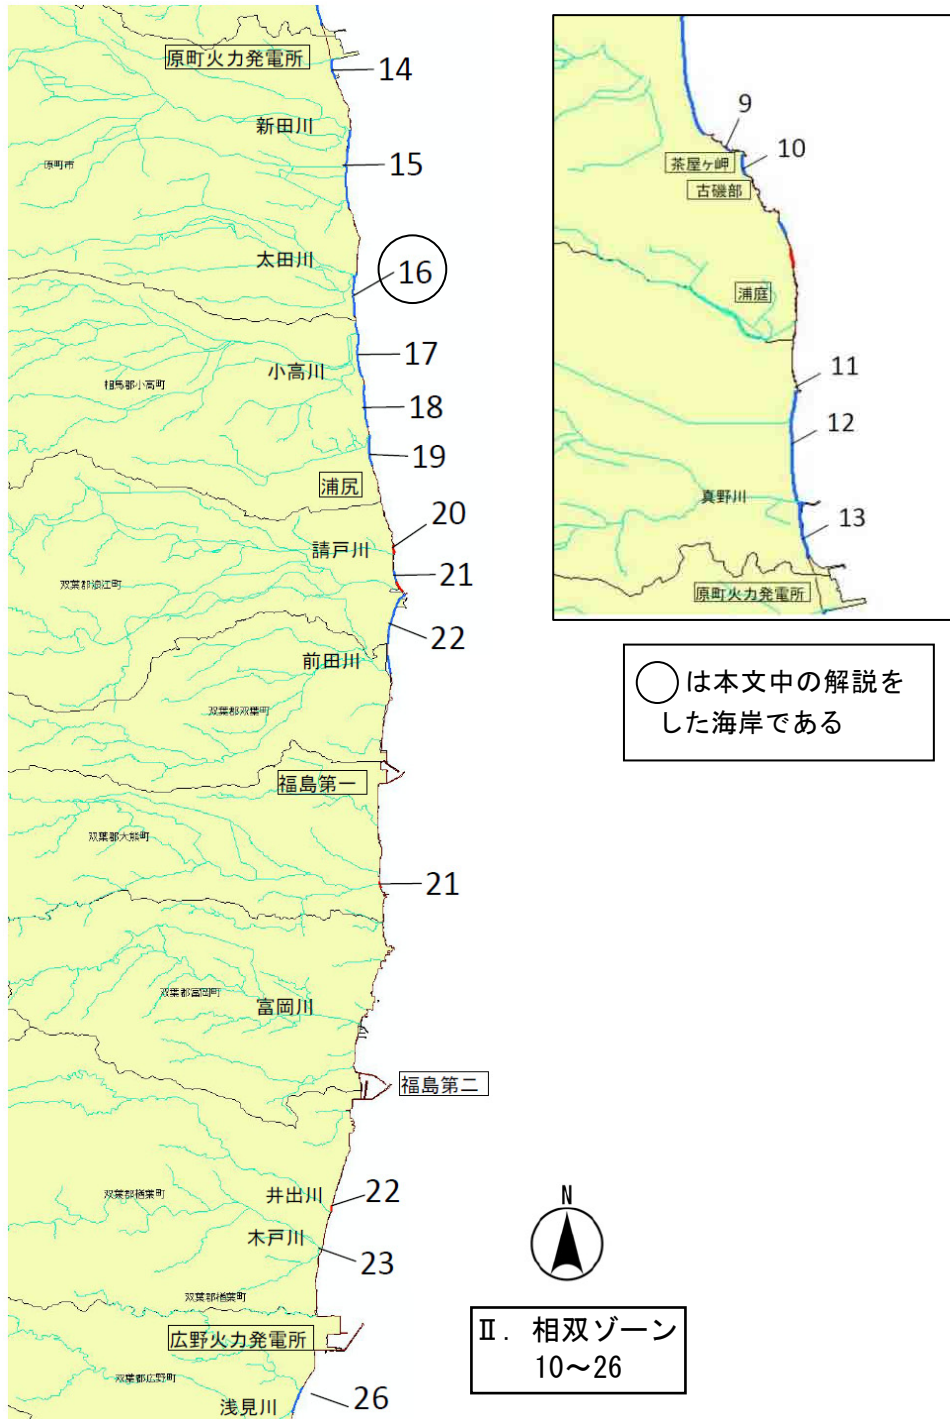 原町火力発電所
14
新田川
原町市
15
太田川
16
17
小高川
相馬郡小高町
18
19
浦尻
20
請戸川
21
双葉郡浪江町
22
前田川
双葉郡双葉町
福島第一
双葉郡大熊町
21
双葉郡富岡町
富岡川
福島第二
双葉郡楢葉町
井出川
22
木戸川
23
双葉郡楢葉町
広野火力発電所
双葉郡広野町
26
浅見川
9
茶屋ヶ岬
10
古磯部
浦庭
11
12
真野川
13
原町火力発電所
◯は本文中の解説を
した海岸である
N
Ⅱ. 相双ゾーン
10～26